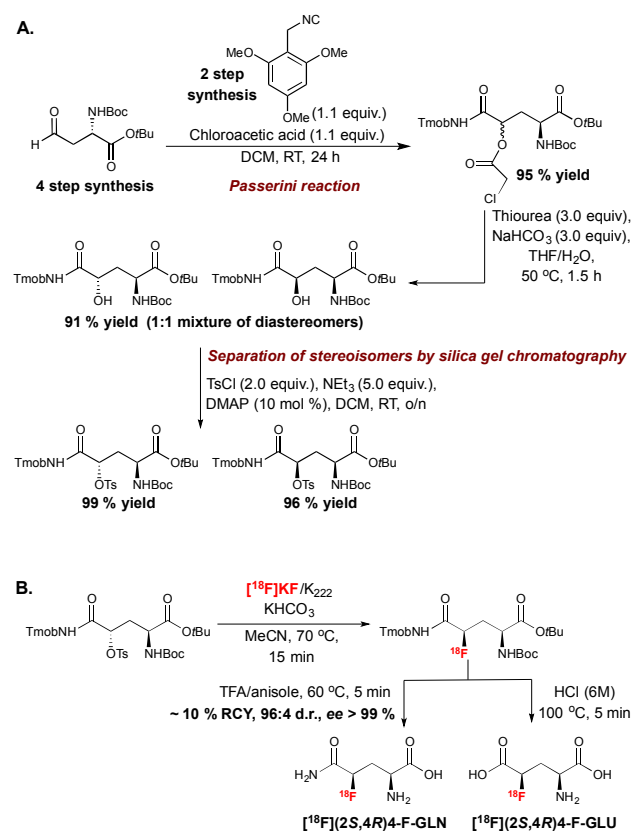 A.
NC
MeO
OMe
2 step
synthesis
OMe (1.1 equiv.)
Chloroacetic acid (1.1 equiv.)
DCM, RT, 24 h
Passerini reaction
O
NHBoc
H
OtBu
O
4 step synthesis
O
O
TmobNH
OtBu
O
NHBoc
O
Cl
95 % yield
Thiourea (3.0 equiv),
NaHCO3 (3.0 equiv),
THF/H2O,
50 °C, 1.5 h
O
O
TmobNH
OtBu
OH
NHBoc
O
O
TmobNH
OtBu
OH
NHBoc
91 % yield (1:1 mixture of diastereomers)
Separation of stereoisomers by silica gel chromatography
TsCl (2.0 equiv.), NEt3 (5.0 equiv.),
DMAP (10 mol %), DCM, RT, o/n
O
O
TmobNH
OtBu
OTs
NHBoc
99 % yield
O
O
TmobNH
OtBu
OTs
NHBoc
96 % yield
B.
O
O
TmobNH
OtBu
OTs
NHBoc
[18F]KF/K222
KHCO3
MeCN, 70 °C,
15 min
O
O
TmobNH
OtBu
18F
NHBoc
TFA/anisole, 60 °C, 5 min
~ 10 % RCY, 96:4 d.r., ee > 99 %
HCl (6M)
100 °C, 5 min
O
O
H2N
OH
18F
NH2
[18F](2S,4R)4-F-GLN
O
O
HO
OH
18F
NH2
[18F](2S,4R)4-F-GLU